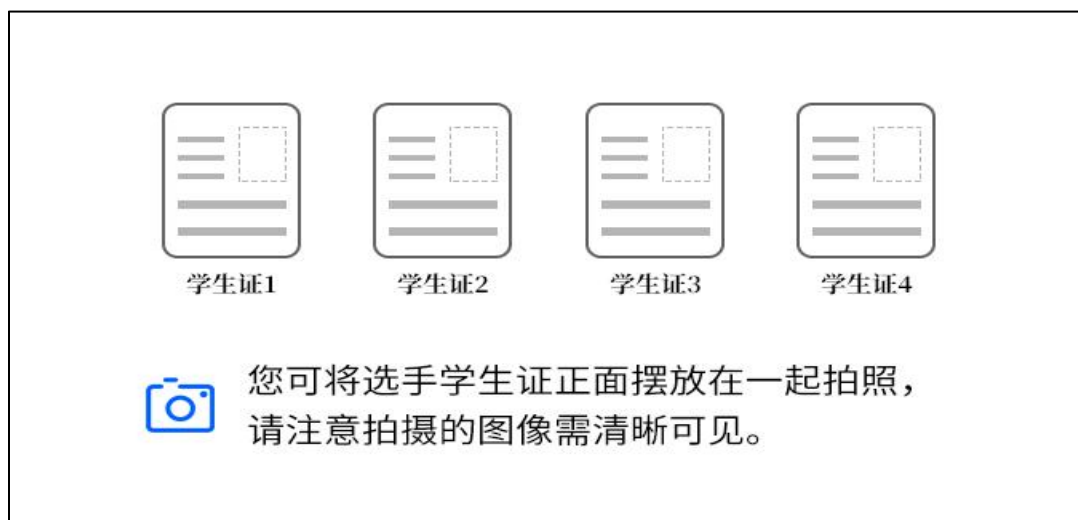 学生证1 学生证2 学生证3 学生证4
您可将选手学生证正面摆放在一起拍照，
请注意拍摄的图像需清晰可见。